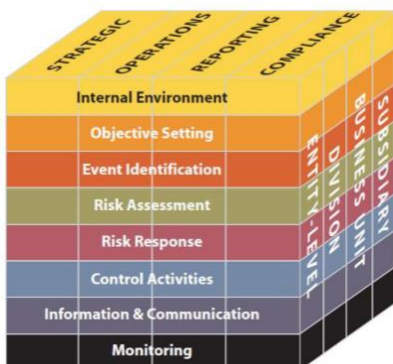 STRATEGIC
OPERATIONS
REPORTING
COMPLIANCE
Internal Environment
Objective Setting
Event Identification
Risk Assessment
Risk Response
Control Activities
Information & Communication
Monitoring
ENTITY-LEVEL
DIVISION
BUSINESS UNIT
SUBSIDIARY